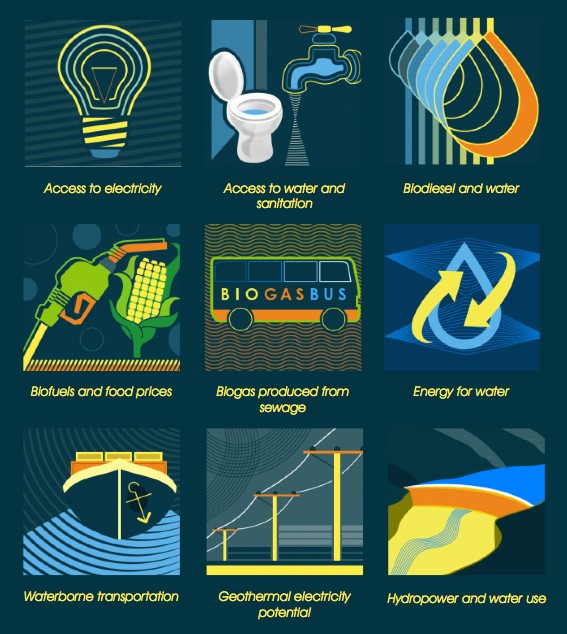 Access to electricity
Access to water and
sanitation
Biodiesel and water
BIOGASBUS
Biofuels and food prices
Biogas produced from
sewage
Energy for water
Waterborne transportation
Geothermal electricity
potential
Hydropower and water use